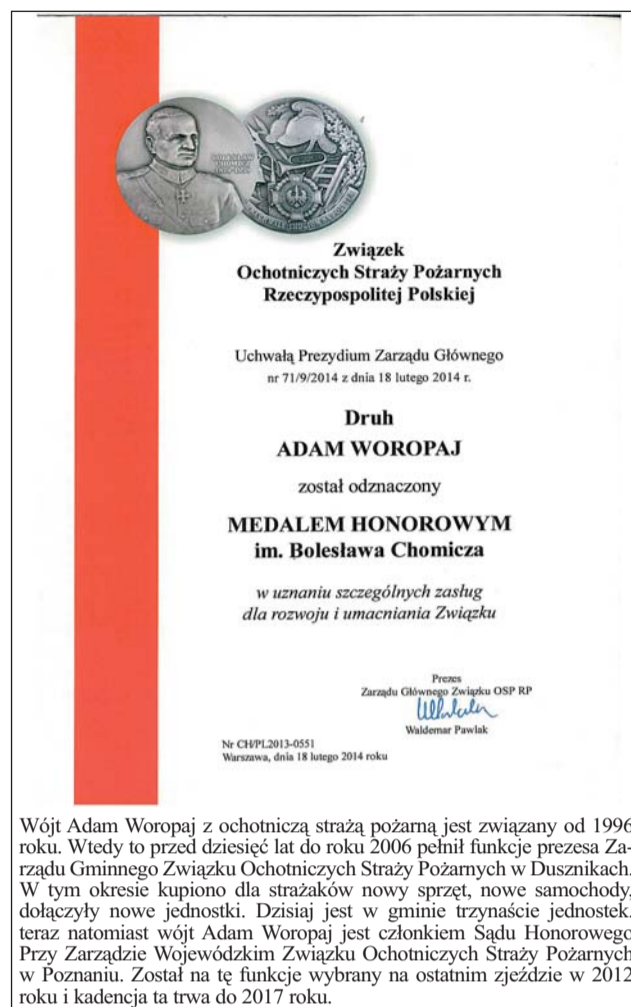 BOLESŁAW
CHOMICZ
Związek
Ochotniczych Straży Pożarnych
Rzeczypospolitej Polskiej
Uchwałą Prezydium Zarządu Głównego
nr 71/9/2014 z dnia 18 lutego 2014 r.
Druh
ADAM WOROPAJ
został odznaczony
MEDALEM HONOROWYM
im. Bolesława Chomicza
w uznaniu szczególnych zasług
dla rozwoju i umacniania Związku
Prezes
Zarządu Głównego Związku OSP RP
Waldemar Pawlak
Nr CH/PL2013-0551
Warszawa, dnia 18 lutego 2014 roku
Wójt Adam Woropaj z ochotniczą strażą pożarną jest związany od 1996
roku. Wtedy to przed dziesięć lat do roku 2006 pełnił funkcje prezesa Za-
rządu Gminnego Związku Ochotniczych Straży Pożarnych w Dusznikach.
W tym okresie kupiono dla strażaków nowy sprzęt, nowe samochody,
dołączyły nowe jednostki. Dzisiaj jest w gminie trzynaście jednostek.
teraz natomiast wójt Adam Woropaj jest członkiem Sądu Honorowego
Przy Zarządzie Wojewódzkim Związku Ochotniczych Straży Pożarnych
w Poznaniu. Został na tę funkcje wybrany na ostatnim zjeździe w 2012
roku i kadencja ta trwa do 2017 roku.